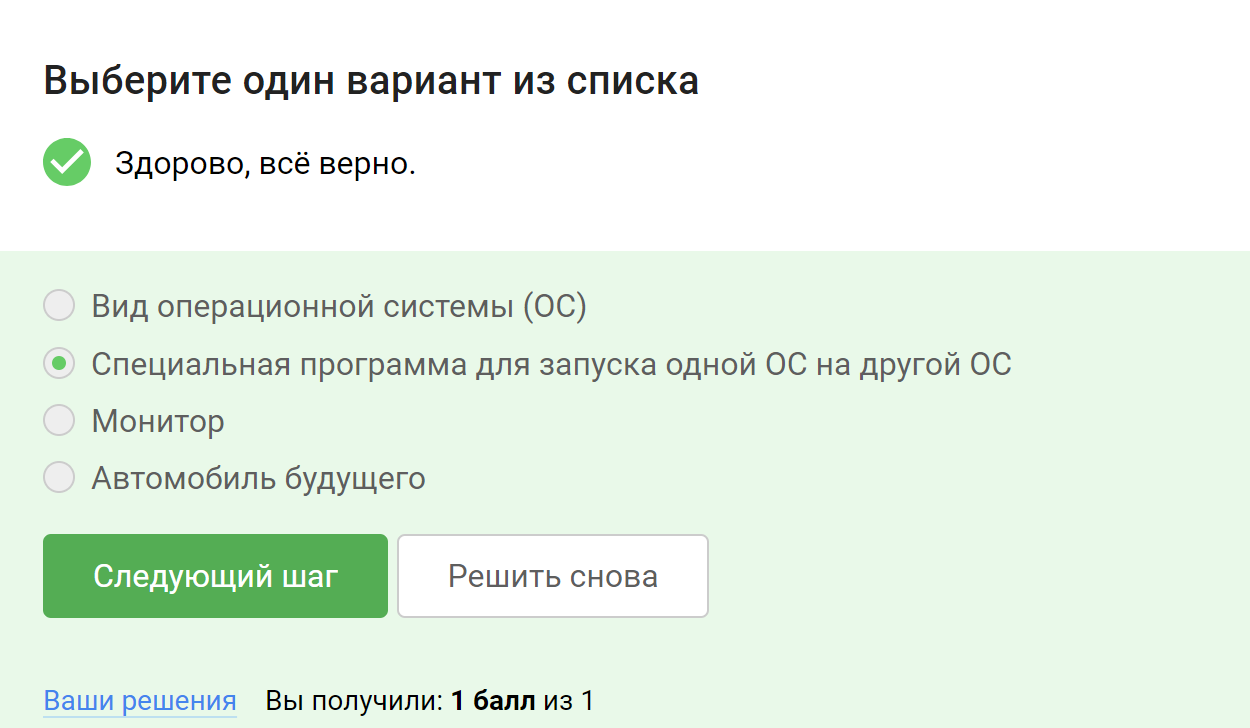 Выберите один вариант из списка
Здорово, всё верно.
Вид операционной системы (ОС)
Специальная программа для запуска одной ОС на другой ОС
Монитор
Автомобиль будущего
Следующий шаг Решить снова
Ваши решения Вы получили: 1 балл из 1